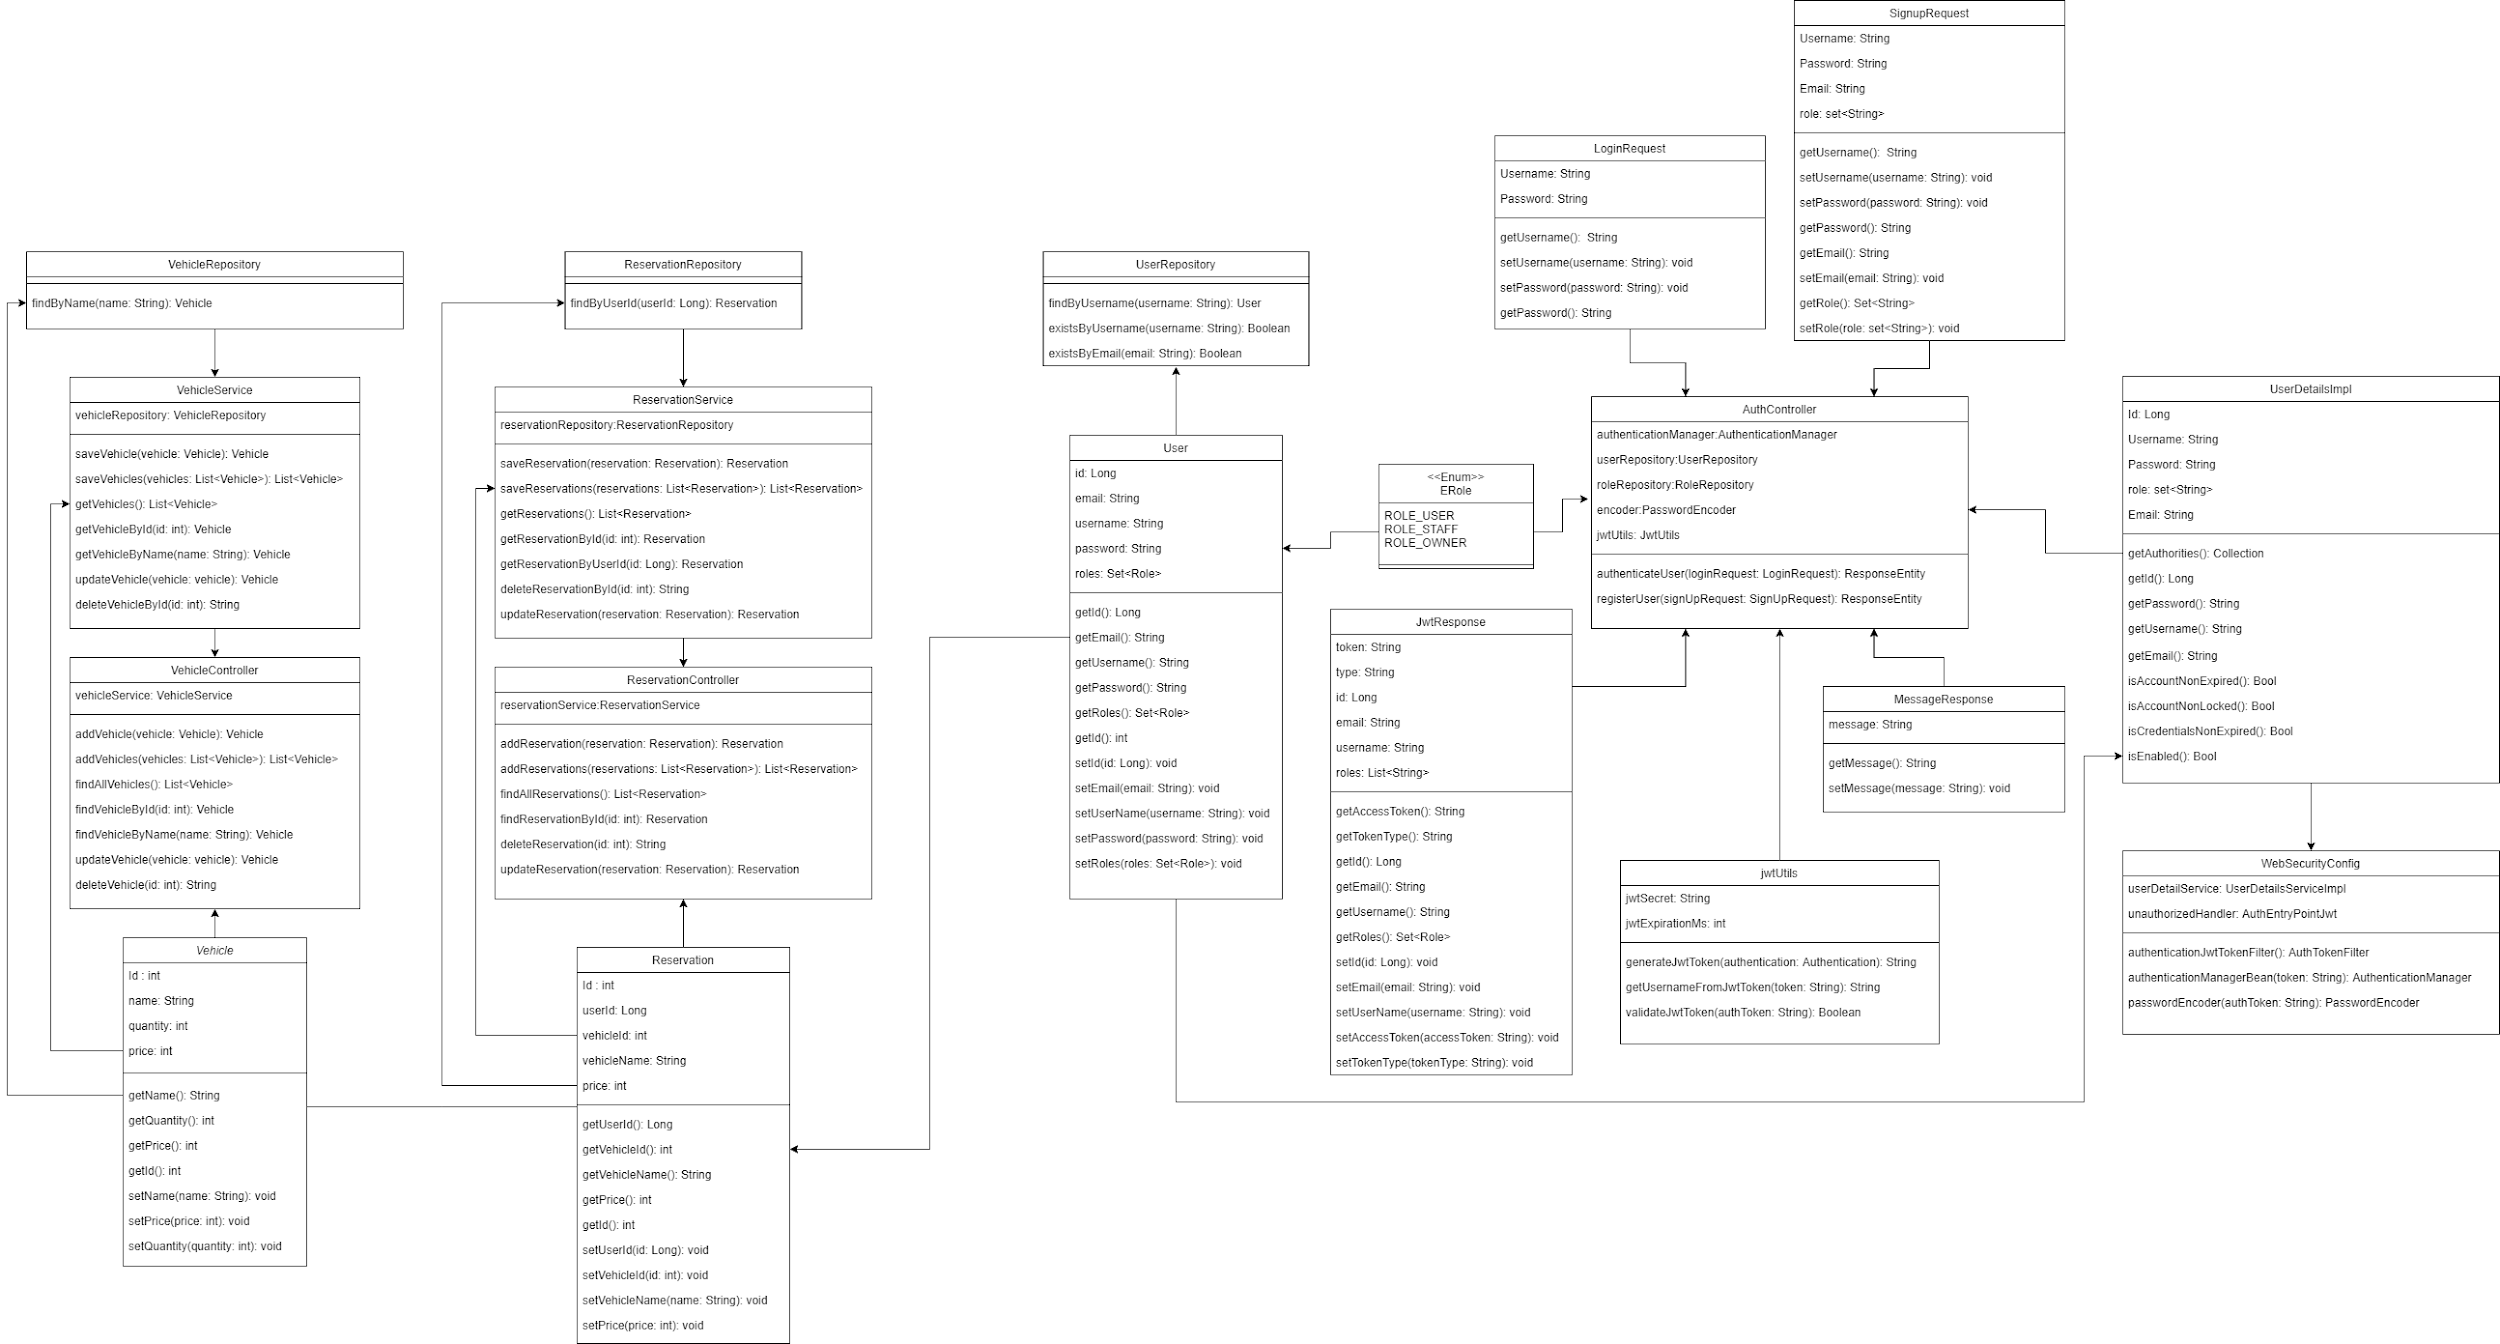 SignupRequest
Username: String
Password: String
Email: String
role: set<String>
getUsername():  String
setUsername(username: String): void
setPassword(password: String): void
getPassword(): String
getEmail(): String
setEmail(email: String): void
getRole(): Set<String>
setRole(role: set<String>): void
LoginRequest
Username: String
Password: String
getUsername():  String
setUsername(username: String): void
setPassword(password: String): void
getPassword(): String
VehicleRepository
findByName(name: String): Vehicle
ReservationRepository
findByUserId(userId: Long): Reservation
UserRepository
findByUsername(username: String): User
existsByUsername(username: String): Boolean
existsByEmail(email: String): Boolean
VehicleService
vehicleRepository: VehicleRepository
saveVehicle(vehicle: Vehicle): Vehicle
saveVehicles(vehicles: List<Vehicle>): List<Vehicle>
getVehicles(): List<Vehicle>
getVehicleById(id: int): Vehicle
getVehicleByName(name: String): Vehicle
updateVehicle(vehicle: vehicle): Vehicle
deleteVehicleById(id: int): String
ReservationService
reservationRepository:ReservationRepository
saveReservation(reservation: Reservation): Reservation
saveReservations(reservations: List<Reservation>): List<Reservation>
getReservations(): List<Reservation>
getReservationById(id: int): Reservation
getReservationByUserId(id: Long): Reservation
deleteReservationById(id: int): String
updateReservation(reservation: Reservation): Reservation
User
id: Long
email: String
username: String
password: String
roles: Set<Role>
getId(): Long
getEmail(): String
getUsername(): String
getPassword(): String
getRoles(): Set<Role>
getId(): int
setId(id: Long): void
setEmail(email: String): void
setUserName(username: String): void
setPassword(password: String): void
setRoles(roles: Set<Role>): void
<<Enum>>
ERole
ROLE_USER
ROLE_STAFF
ROLE_OWNER
AuthController
authenticationManager:AuthenticationManager
userRepository:UserRepository
roleRepository:RoleRepository
encoder:PasswordEncoder
jwtUtils: JwtUtils
authenticateUser(loginRequest: LoginRequest): ResponseEntity
registerUser(signUpRequest: SignUpRequest): ResponseEntity
UserDetailsImpl
Id: Long
Username: String
Password: String
role: set<String>
Email: String
getAuthorities(): Collection
getId(): Long
getPassword(): String
getUsername(): String
getEmail(): String
isAccountNonExpired(): Bool
isAccountNonLocked(): Bool
isCredentialsNonExpired(): Bool
isEnabled(): Bool
VehicleController
vehicleService: VehicleService
addVehicle(vehicle: Vehicle): Vehicle
addVehicles(vehicles: List<Vehicle>): List<Vehicle>
findAllVehicles(): List<Vehicle>
findVehicleById(id: int): Vehicle
findVehicleByName(name: String): Vehicle
updateVehicle(vehicle: vehicle): Vehicle
deleteVehicle(id: int): String
ReservationController
reservationService:ReservationService
addReservation(reservation: Reservation): Reservation
addReservations(reservations: List<Reservation>): List<Reservation>
findAllReservations(): List<Reservation>
findReservationById(id: int): Reservation
deleteReservation(id: int): String
updateReservation(reservation: Reservation): Reservation
JwtResponse
token: String
type: String
id: Long
email: String
username: String
roles: List<String>
getAccessToken(): String
getTokenType(): String
getId(): Long
getEmail(): String
getUsername(): String
getRoles(): Set<Role>
setId(id: Long): void
setEmail(email: String): void
setUserName(username: String): void
setAccessToken(accessToken: String): void
setTokenType(tokenType: String): void
MessageResponse
message: String
getMessage(): String
setMessage(message: String): void
jwtUtils
jwtSecret: String
jwtExpirationMs: int
generateJwtToken(authentication: Authentication): String
getUsernameFromJwtToken(token: String): String
validateJwtToken(authToken: String): Boolean
WebSecurityConfig
userDetailService: UserDetailsServiceImpl
unauthorizedHandler: AuthEntryPointJwt
authenticationJwtTokenFilter(): AuthTokenFilter
authenticationManagerBean(token: String): AuthenticationManager
passwordEncoder(authToken: String): PasswordEncoder
Vehicle
Id : int
name: String
quantity: int
price: int
getName(): String
getQuantity(): int
getPrice(): int
getId(): int
setName(name: String): void
setPrice(price: int): void
setQuantity(quantity: int): void
Reservation
Id : int
userId: Long
vehicleId: int
vehicleName: String
price: int
getUserId(): Long
getVehicleId(): int
getVehicleName(): String
getPrice(): int
getId(): int
setUserId(id: Long): void
setVehicleId(id: int): void
setVehicleName(name: String): void
setPrice(price: int): void